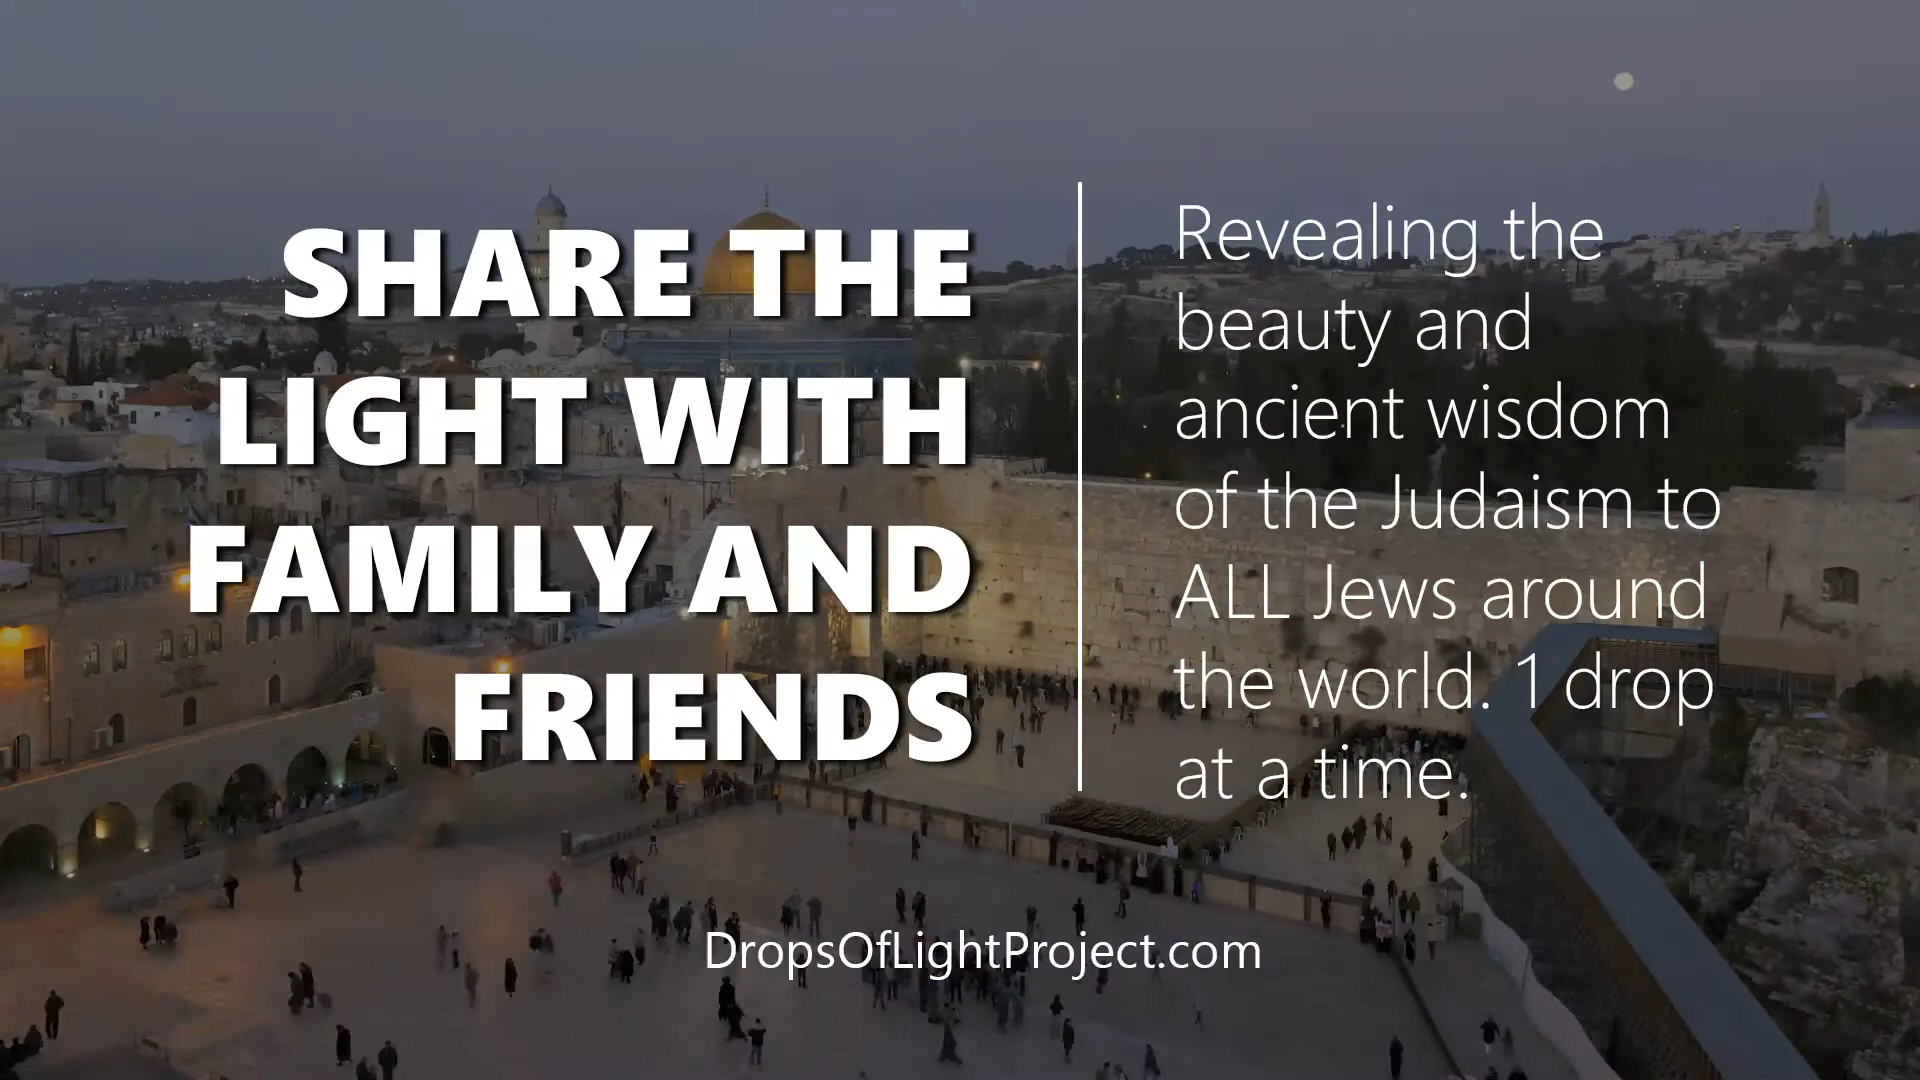 SHARE THE
LIGHT WITH
FAMILY AND
FRIENDS
Revealing the
beauty and
ancient wisdom
of the Judaism to
ALL Jews around
the world. 1 drop
at a time.
DropsOfLightProject.com